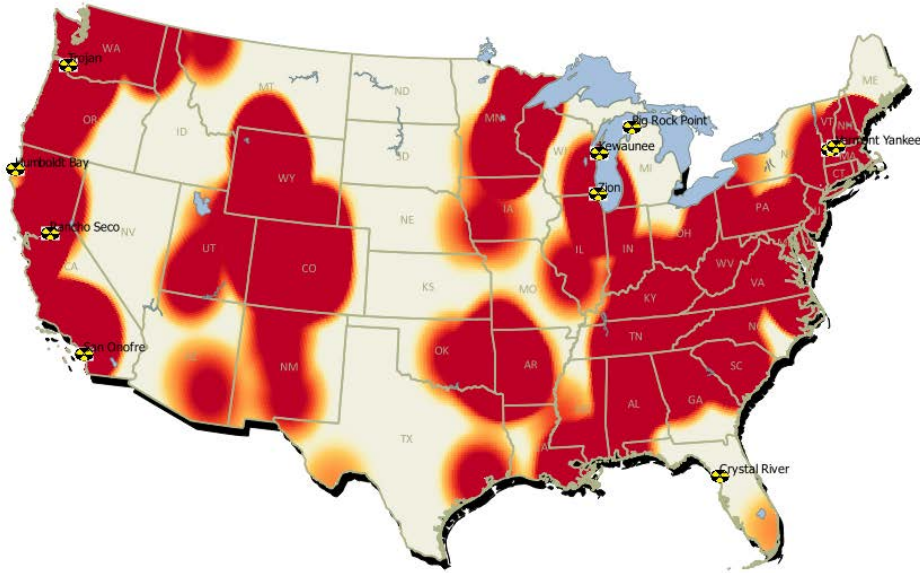 WA
Trojan
ME
MT
ND
OR
MN
VT
NH
Big Rock Point
ID
Vermont Yankee
Kewaunee
WI
SD
MA
Humboldt Bay
MI
CT
WY
Zion
IA
PA
NJ
NE
OH
Rancho Seco
NV
UT
IL
IN
CA
CO
WV
VA
KS
MO
KY
NC
TN
San Onofre
OK
AR
NM
SC
AL
GA
TX
Crystal River